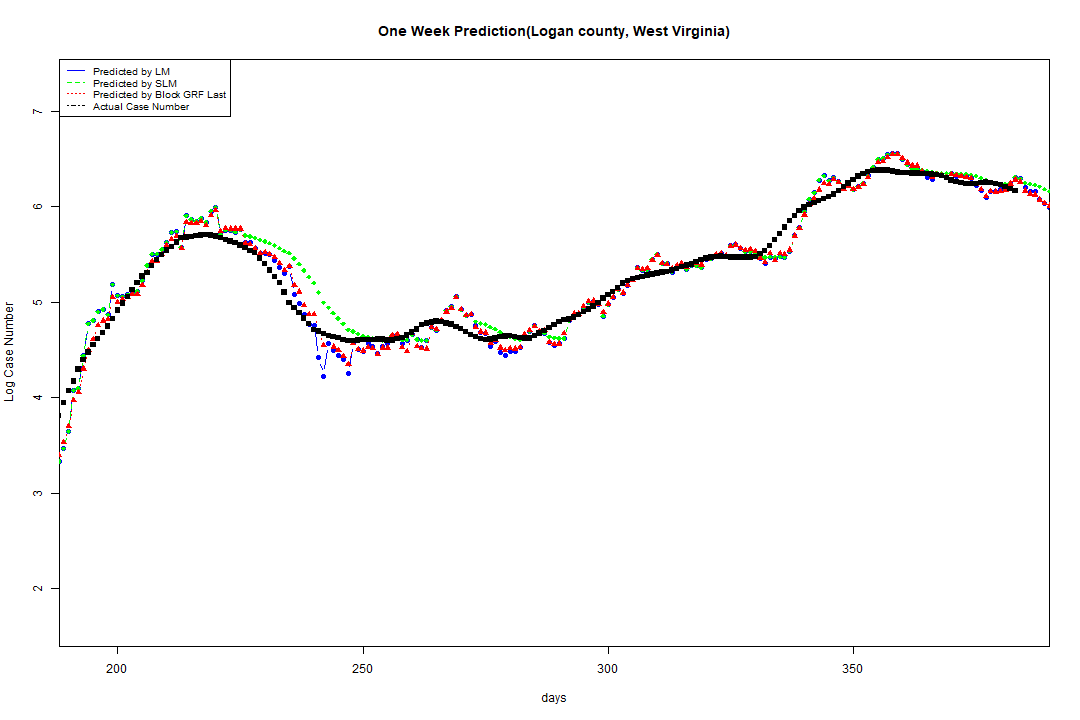 One Week Prediction(Logan county, West Virginia)
Predicted by LM
Predicted by SLM
Predicted by Block GRF Last
Actual Case Number
7
6
5
4
3
2
Log Case Number
200 250 300 350
days